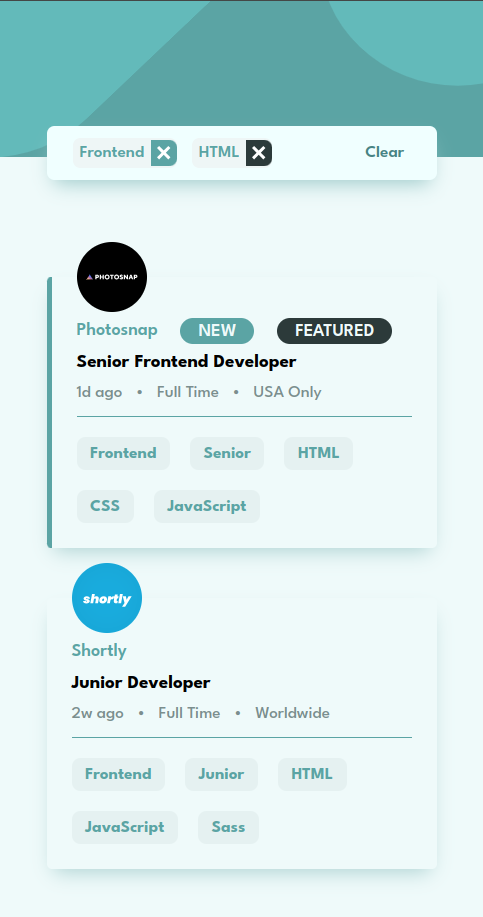 Frontend HTML Clear
PHOTOSNAP
Photosnap NEW FEATURED
Senior Frontend Developer
1d ago • Full Time • USA Only
Frontend Senior HTML
CSS JavaScript
shortly
Shortly
Junior Developer
2w ago • Full Time • Worldwide
Frontend Junior HTML
JavaScript Sass